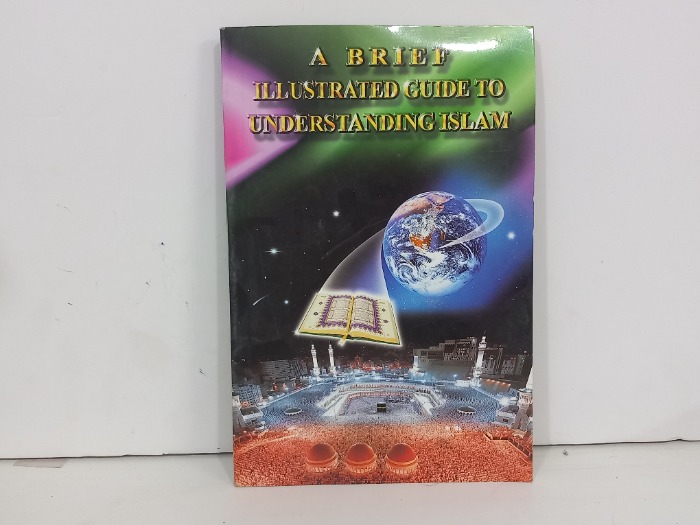 A BRIEF
ILLUSTRATED GUIDE TO
UNDERSTANDING ISLAM